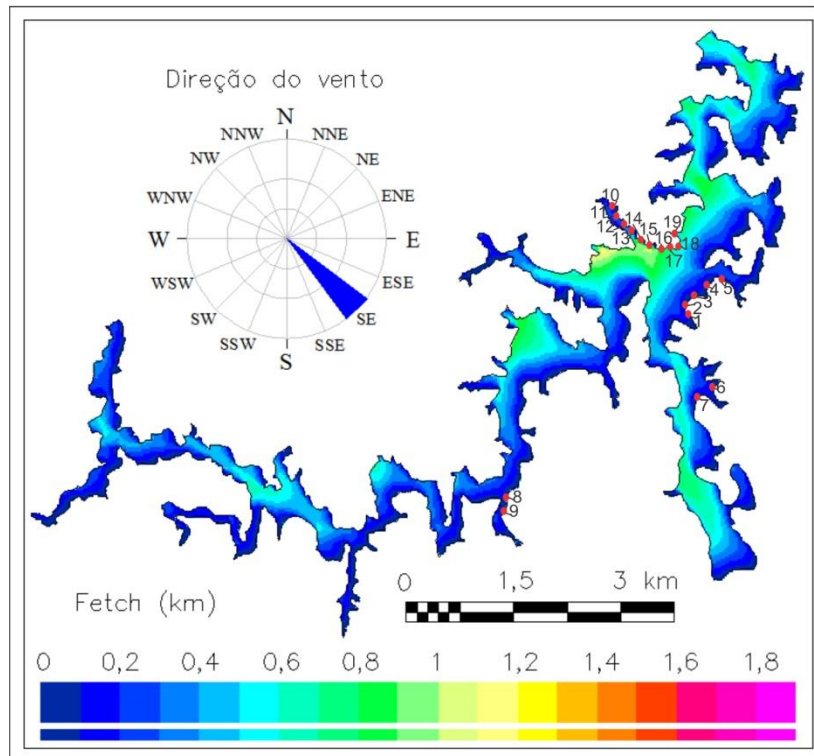 Direção do vento
N
NNW NNE
NW NE
WNW ENE
W E
WSW ESE
SW SE
SSW SSE
S
10
11
12 14
13 15
16 19
17 18
4 5
3
2
1
6
7
8
9
0 1,5 3 km
Fetch (km)
0 0,2 0,4 0,6 0,8 1 1,2 1,4 1,6 1,8